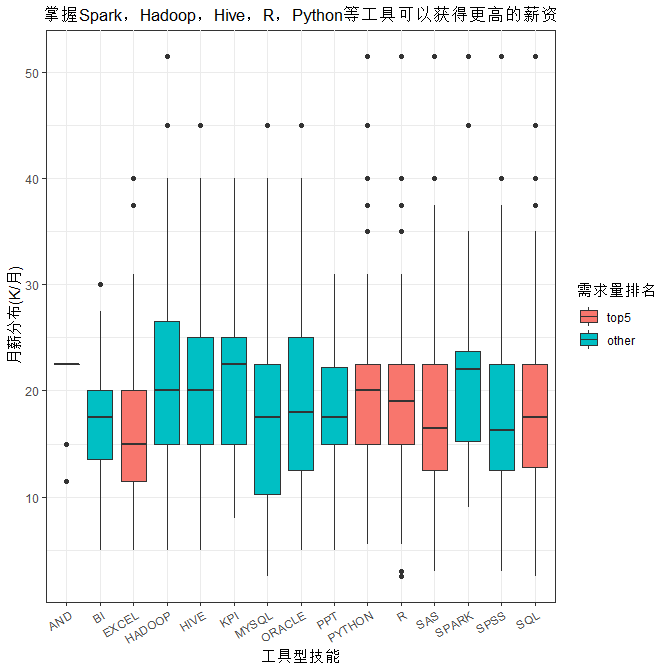 掌握Spark，Hadoop，Hive，R，Python等工具可以获得更高的薪资
50
40
30
20
10
月薪分布(K/月)
AND
BI
EXCEL
HADOOP
HIVE
KPI
MYSQL
ORACLE
PPT
PYTHON
R
SAS
SPARK
SPSS
SQL
工具型技能
需求量排名
top5
other